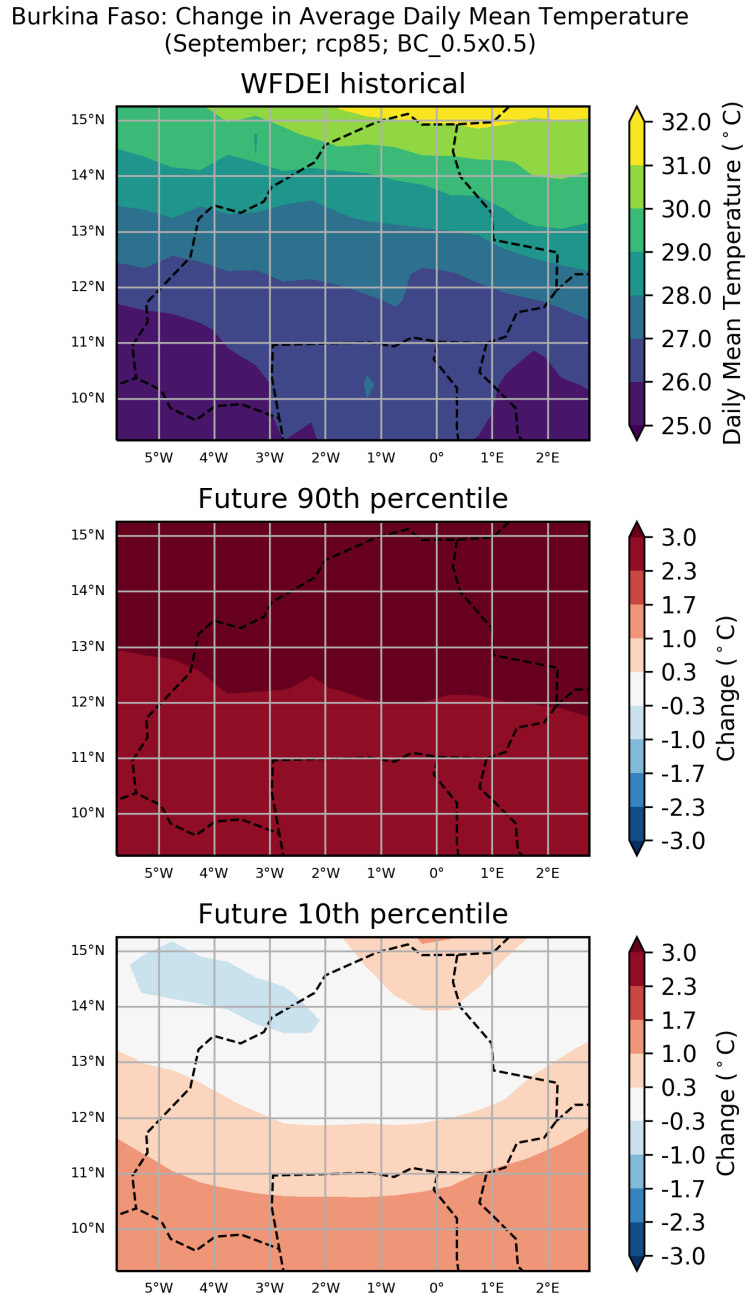 Burkina Faso: Change in Average Daily Mean Temperature
(September; rcp85; BC_0.5x0.5)
WFDEI historical
15°N
14°N
13°N
12°N
11°N
10°N
5°W 4°W 3°W 2°W 1°W 0° 1°E 2°E
32.0
31.0
30.0
29.0
28.0
27.0
26.0
25.0
Daily Mean Temperature (°C)
Future 90th percentile
15°N
14°N
13°N
12°N
11°N
10°N
5°W 4°W 3°W 2°W 1°W 0° 1°E 2°E
3.0
2.3
1.7
1.0
0.3
-0.3
-1.0
-1.7
-2.3
-3.0
Change (°C)
Future 10th percentile
15°N
14°N
13°N
12°N
11°N
10°N
5°W 4°W 3°W 2°W 1°W 0° 1°E 2°E
3.0
2.3
1.7
1.0
0.3
-0.3
-1.0
-1.7
-2.3
-3.0
Change (°C)